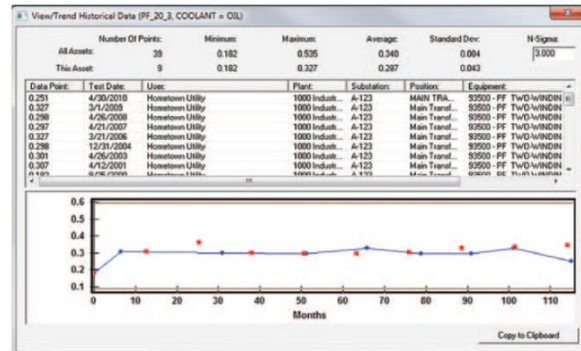 View/Trend Historical Data (PF_20_3, COOLANT = OIL)
Number Of Points: Minimum: Maximum: Average: Standard Dev: N-Sigma:
All Assets: 39 0.182 0.535 0.340 0.084 3.000
This Asset: 9 0.182 0.327 0.287 0.043
Data Point: Test Date: User: Plant: Substation: Position: Equipment:
0.251 4/30/2010 Hometown Utility 1000 Industr... A-123 MAIN TRA... 93500 - PF TWO-WINDIN
0.327 3/1/2009 Hometown Utility 1000 Industr... A-123 Main Transf... 93500 - PF TWO-WINDIN
0.298 4/26/2008 Hometown Utility 1000 Industr... A-123 Main Transf... 93500 - PF TWO-WINDIN
0.297 4/21/2007 Hometown Utility 1000 Industr... A-123 Main Transf... 93500 - PF TWO-WINDIN
0.327 3/21/2006 Hometown Utility 1000 Industr... A-123 Main Transf... 93500 - PF TWO-WINDIN
0.298 12/31/2004 Hometown Utility 1000 Industr... A-123 Main Transf... 93500 - PF TWO-WINDIN
0.301 4/26/2003 Hometown Utility 1000 Industr... A-123 Main Transf... 93500 - PF TWO-WINDIN
0.307 4/12/2001 Hometown Utility 1000 Industr... A-123 Main Transf... 93500 - PF TWO-WINDIN
0.6
0.5
0.4
0.3
0.2
0.1
0 10 20 30 40 50 60 70 80 90 100 110
Months
Copy to Clipboard